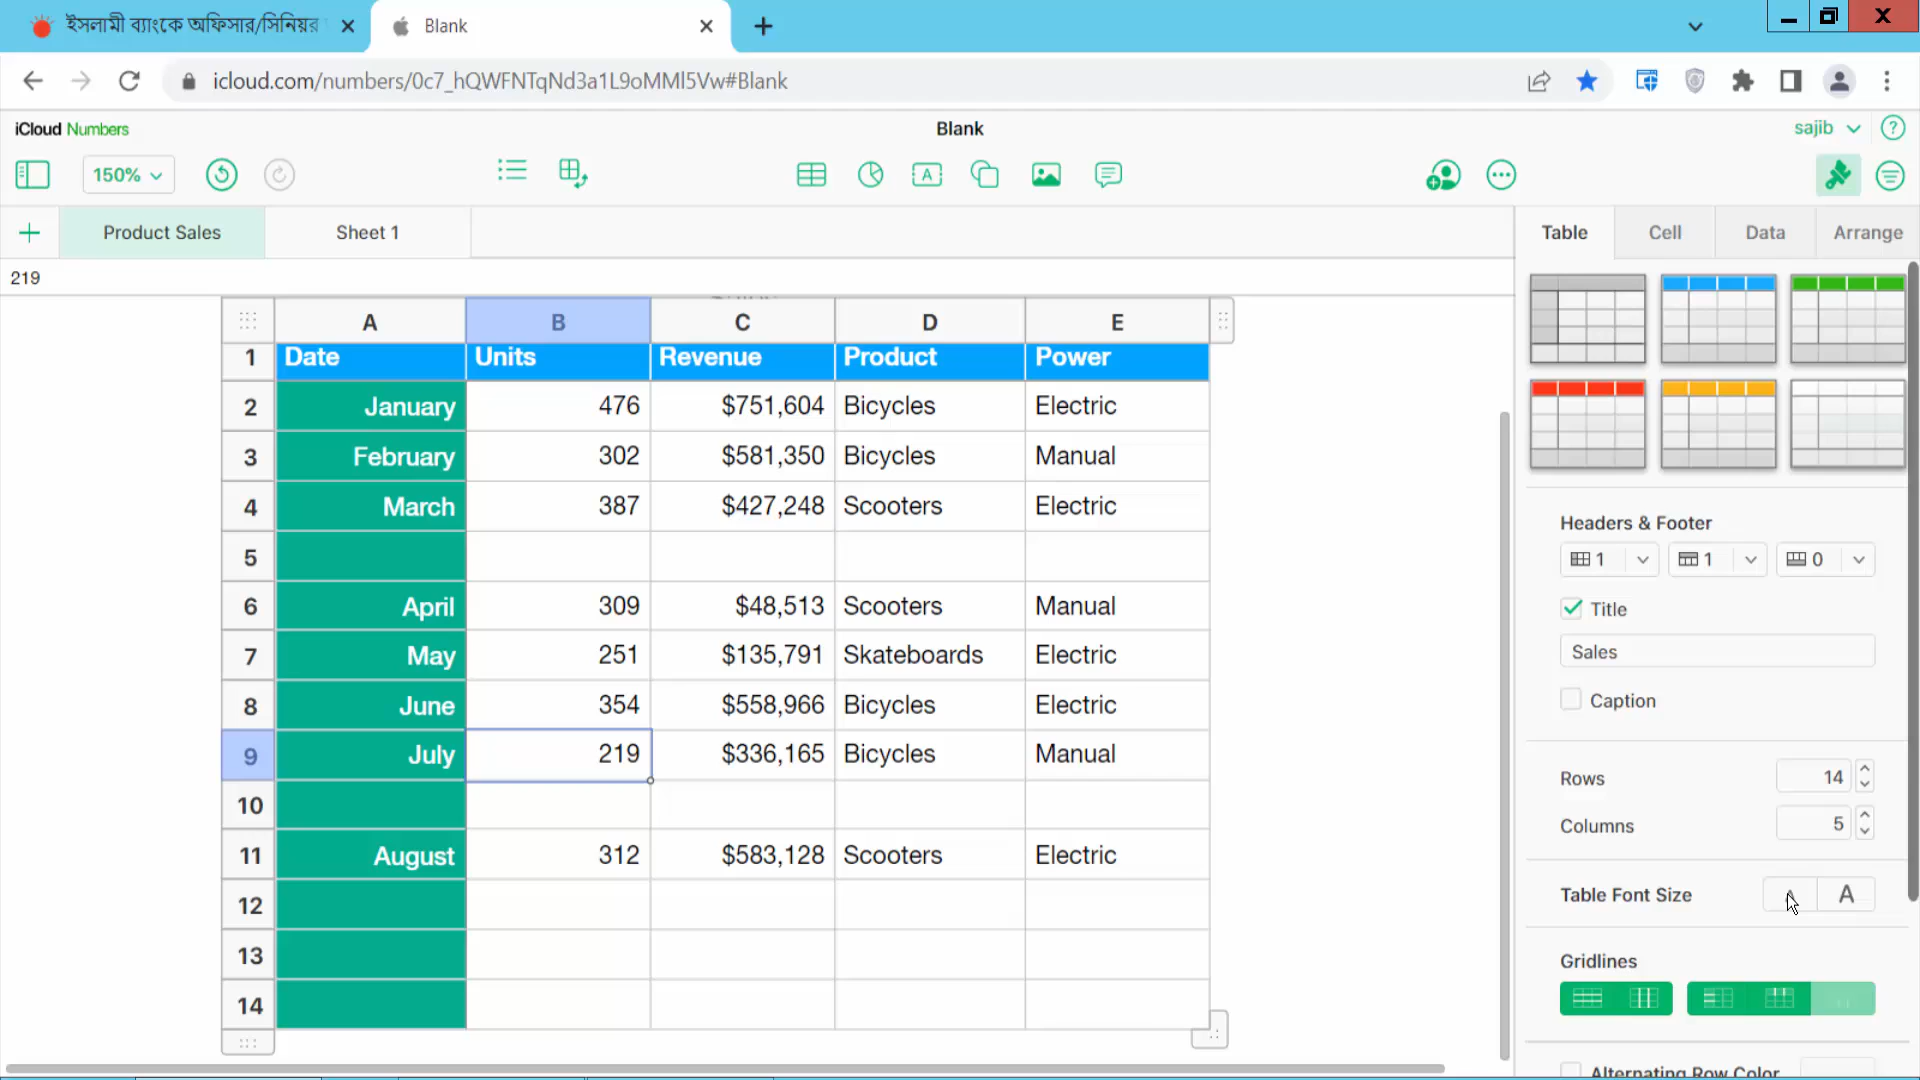 ইসলামী ব্যাংকে অফিসার/সিনিয়র
Blank
icloud.com/numbers/0c7_hQWFNTqNd3a1L9oMMl5Vw#Blank
iCloud Numbers
Blank
sajib
150%
Product Sales
Sheet 1
Table
Cell
Data
Arrange
219
A B C D E
1 Date Units Revenue Product Power
2 January 476 $751,604 Bicycles Electric
3 February 302 $581,350 Bicycles Manual
4 March 387 $427,248 Scooters Electric
5
6 April 309 $48,513 Scooters Manual
7 May 251 $135,791 Skateboards Electric
8 June 354 $558,966 Bicycles Electric
9 July 219 $336,165 Bicycles Manual
10
11 August 312 $583,128 Scooters Electric
12
13
14
Headers & Footer
1 1 0
Title
Sales
Caption
Rows 14
Columns 5
Table Font Size A
Gridlines
Alternating Row Color